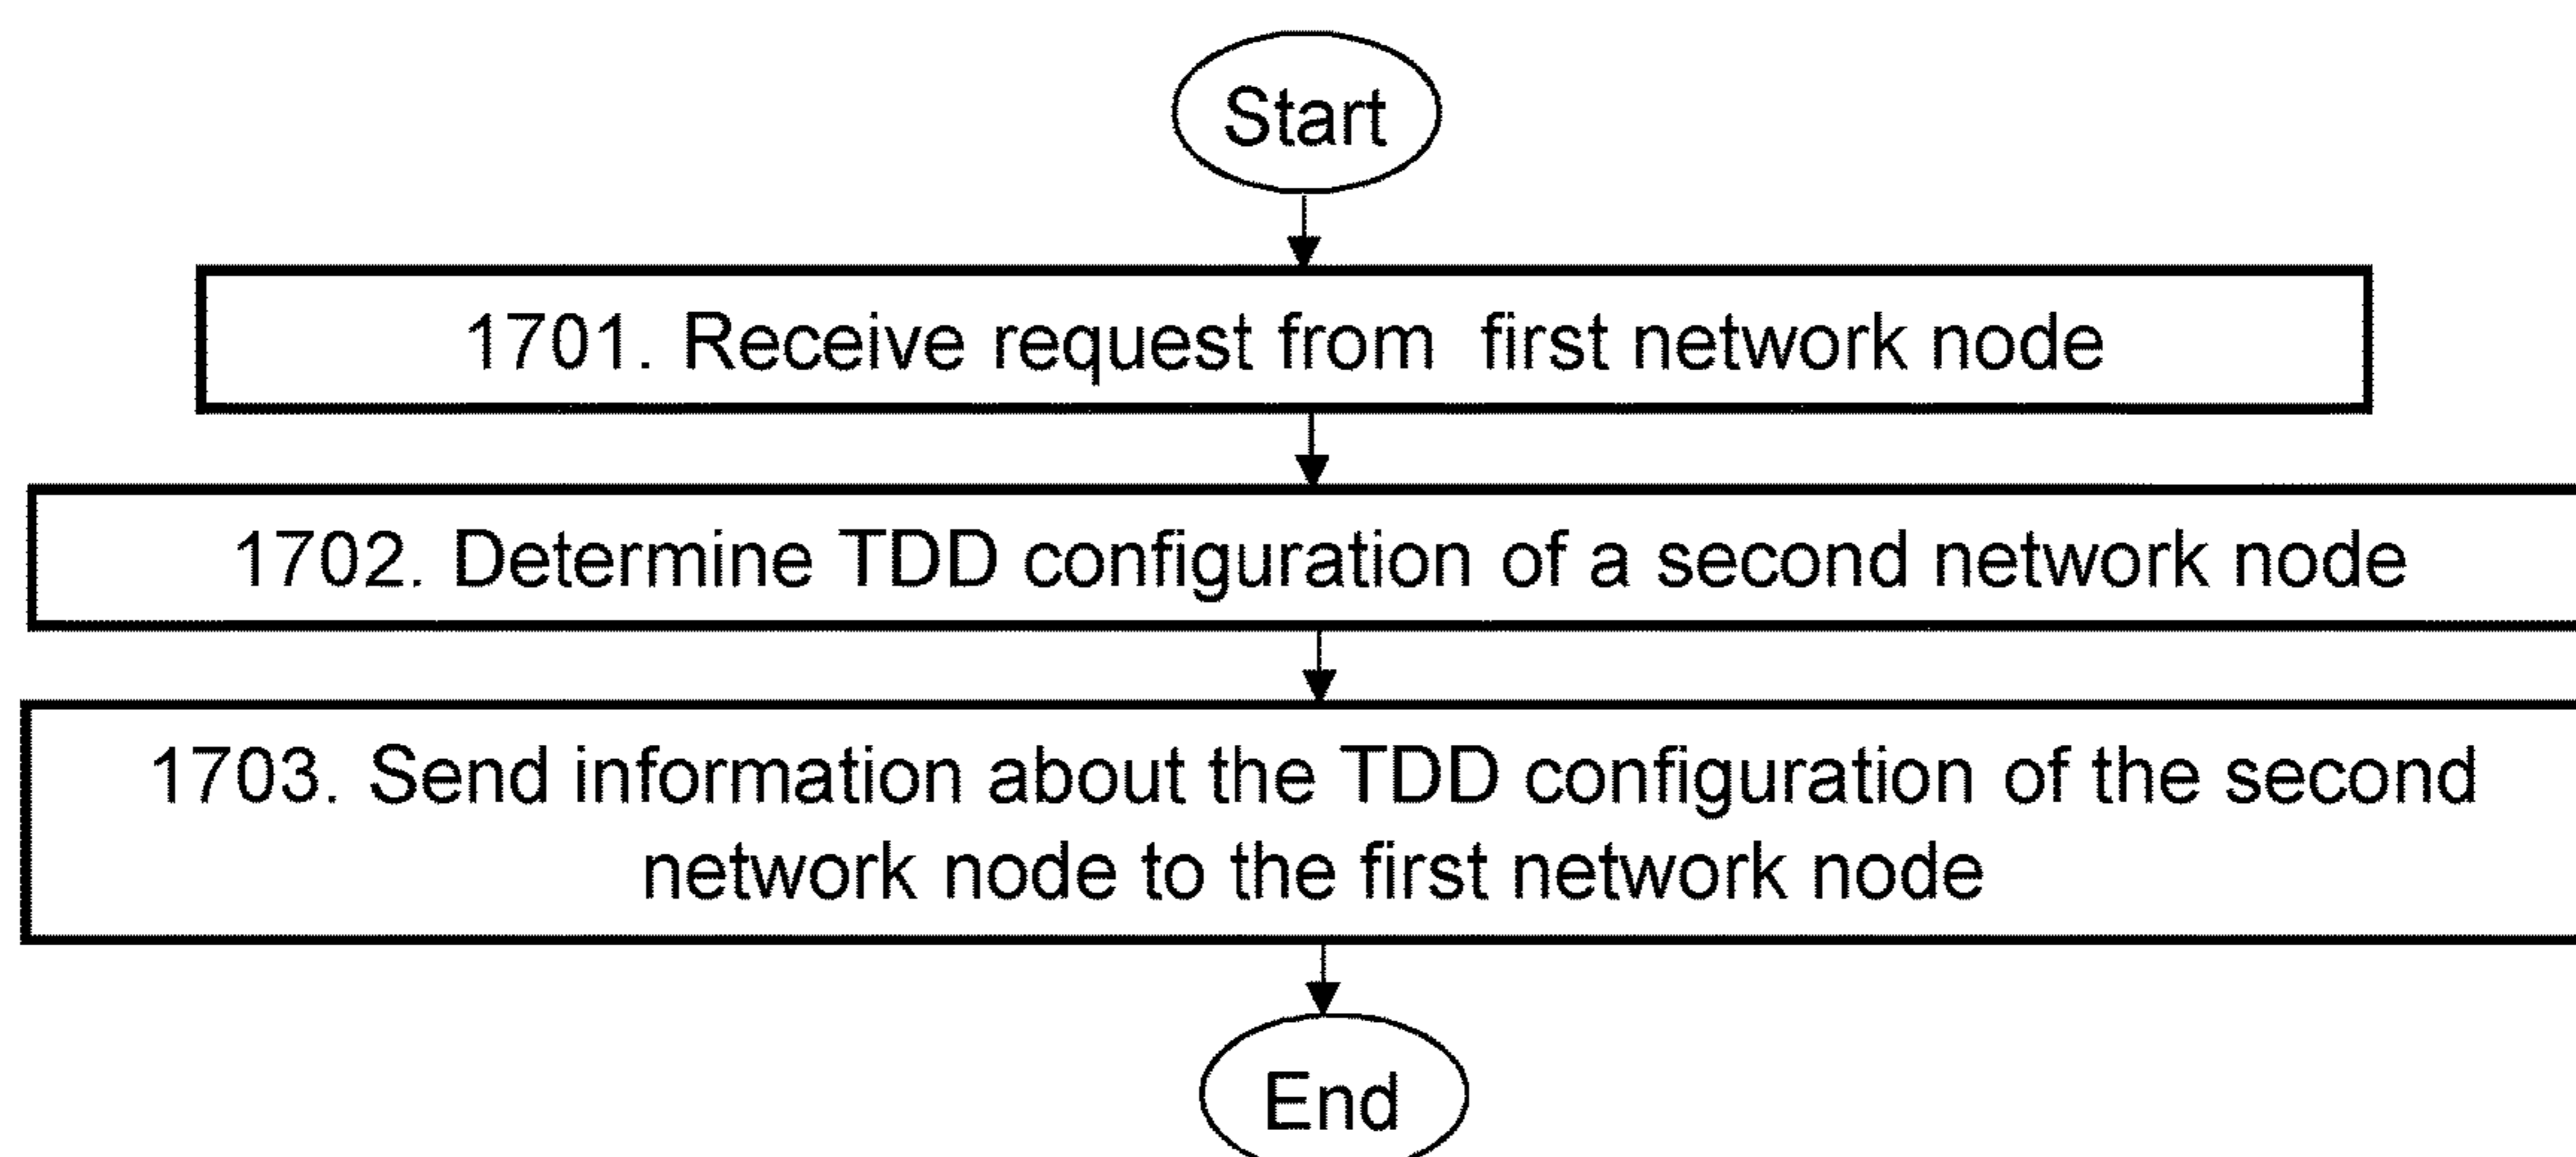 Start
1701. Receive request from first network node
1702. Determine TDD configuration of a second network node
1703. Send information about the TDD configuration of the second
network node to the first network node
End